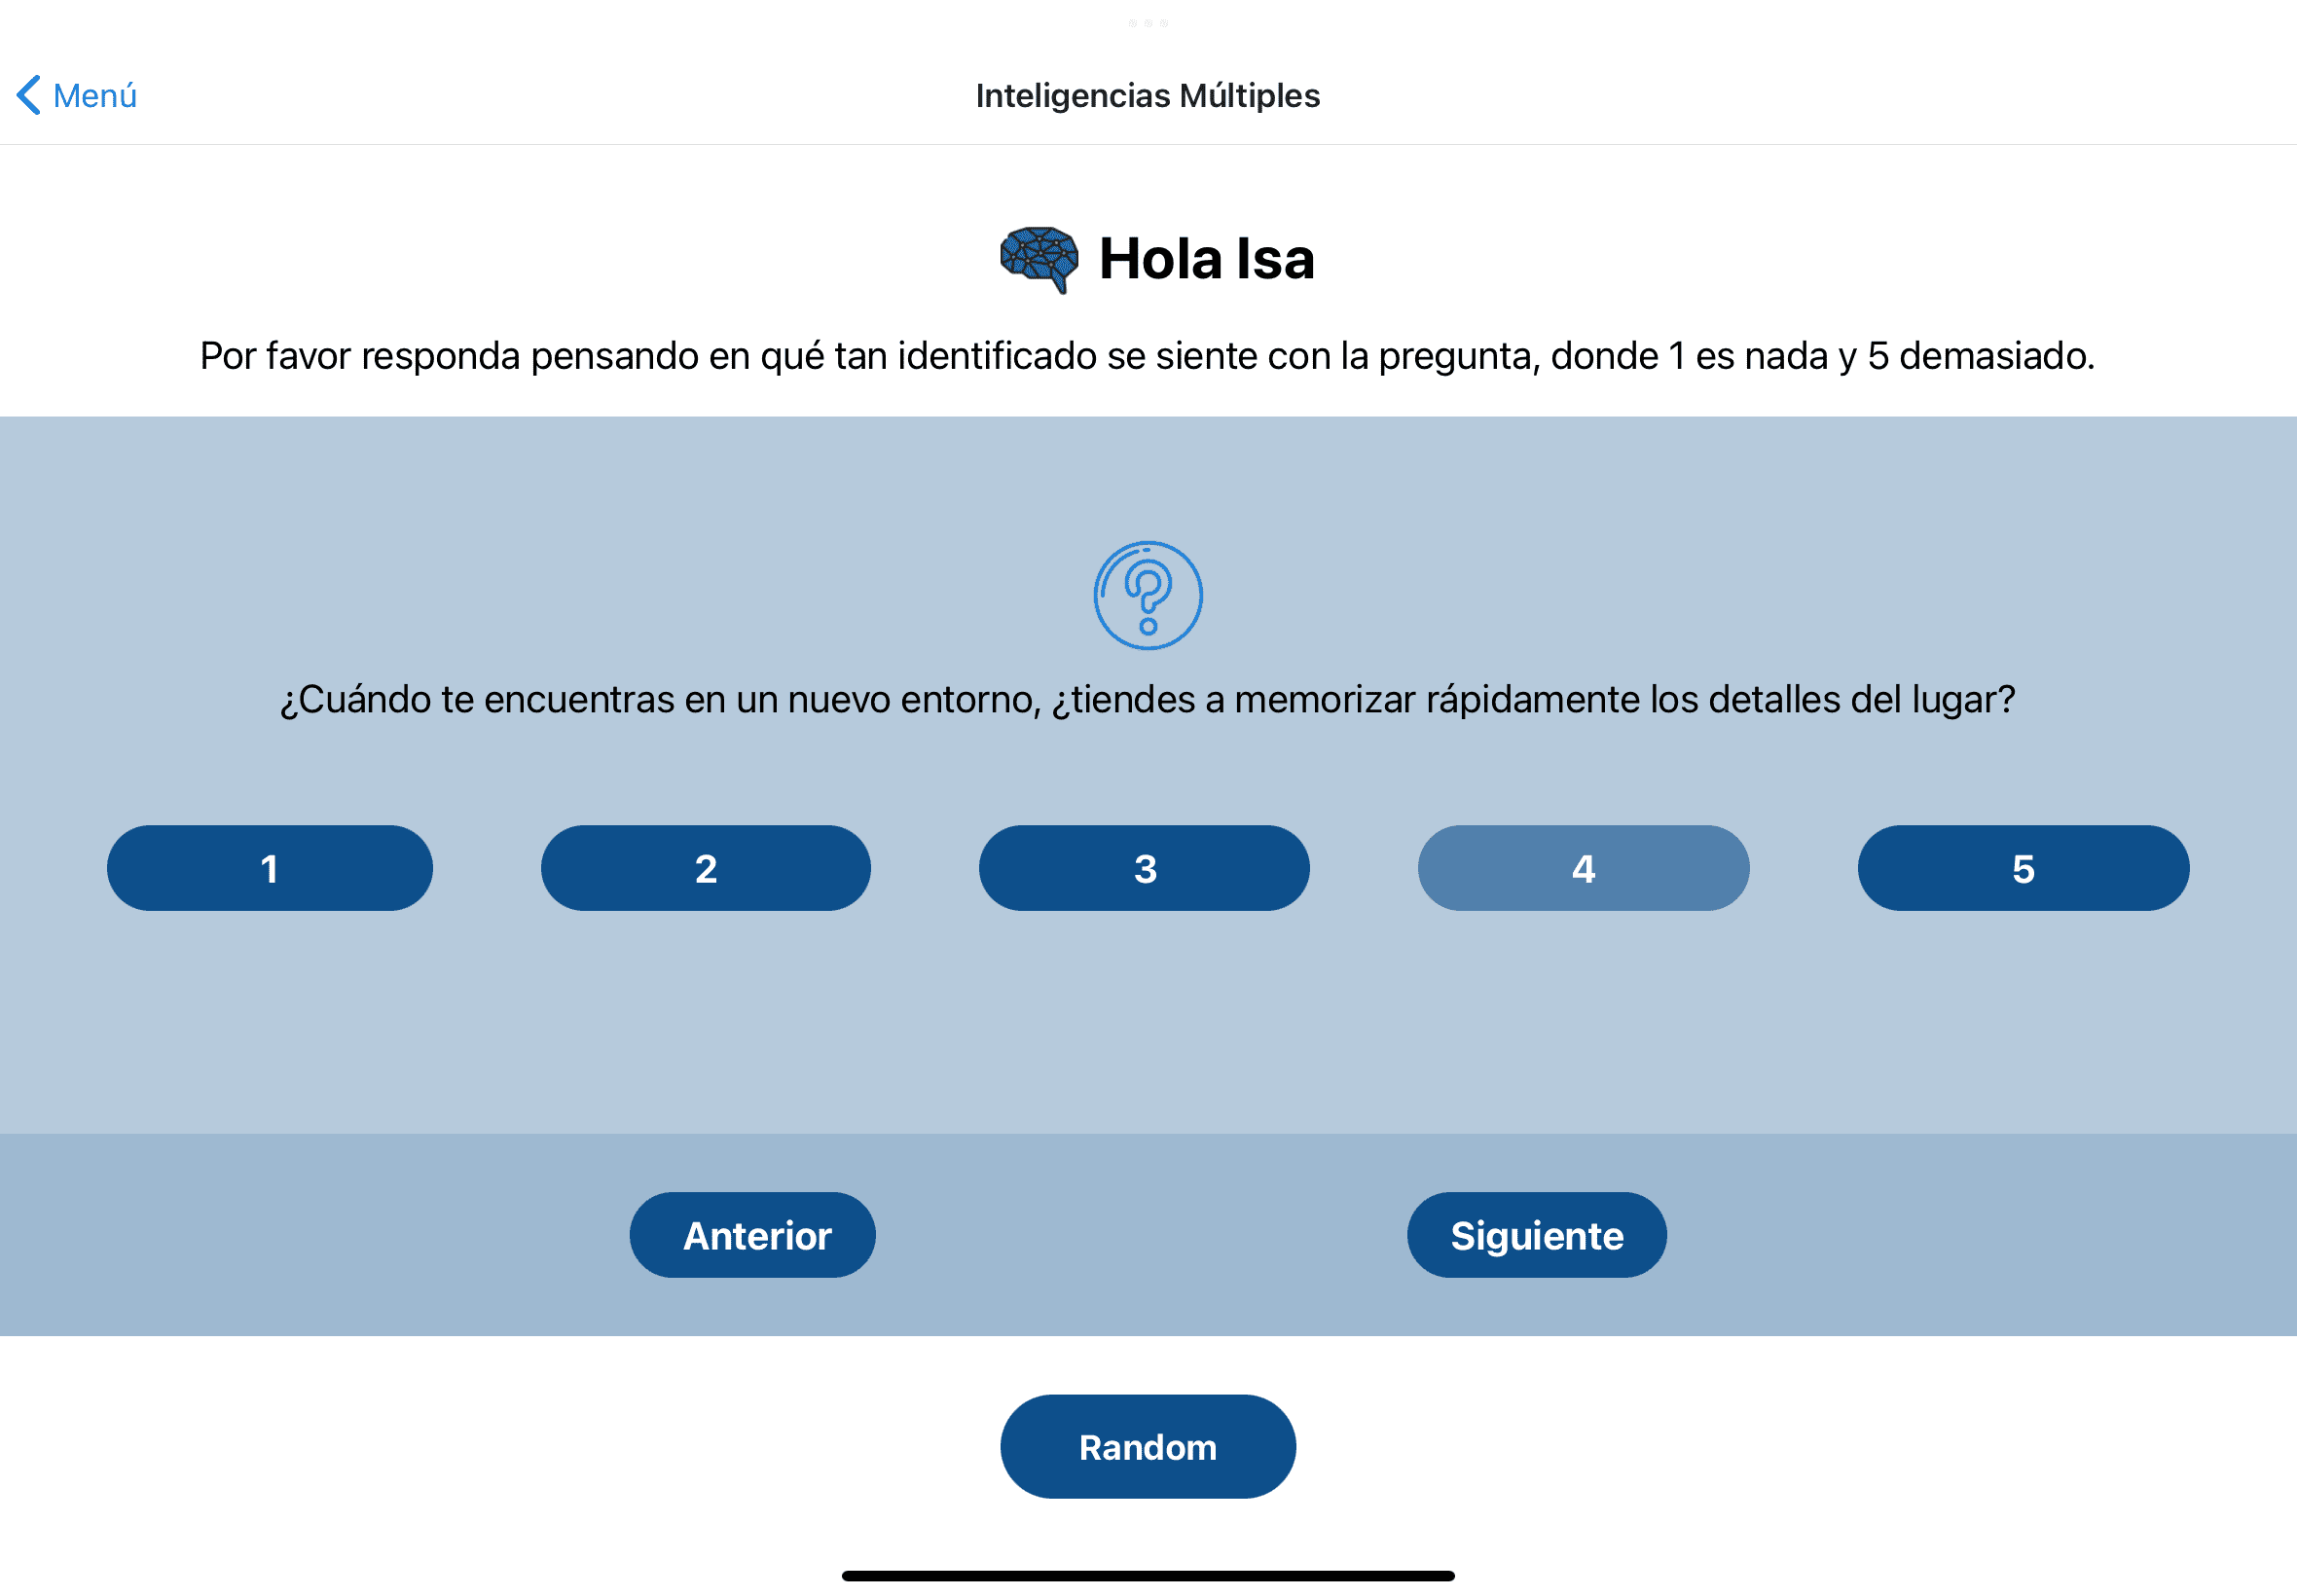 Menú
Inteligencias Múltiples
Hola Isa
Por favor responda pensando en qué tan identificado se siente con la pregunta, donde 1 es nada y 5 demasiado.
¿Cuándo te encuentras en un nuevo entorno, ¿tiendes a memorizar rápidamente los detalles del lugar?
1 2 3 4 5
Anterior Siguiente
Random